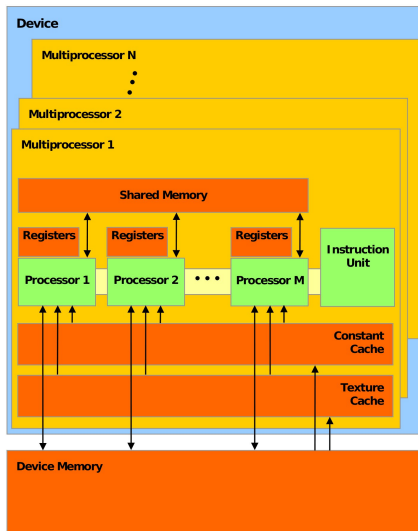 Device
Multiprocessor N
Multiprocessor 2
Multiprocessor 1
Shared Memory
Registers
Registers
Registers
Instruction
Unit
Processor 1
Processor 2
Processor M
Constant
Cache
Texture
Cache
Device Memory